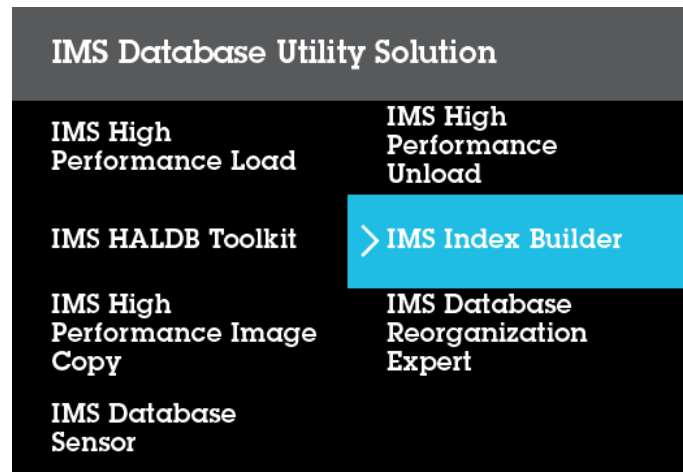 IMS Database Utility Solution
IMS High
Performance Load
IMS High
Performance
Unload
IMS HALDB Toolkit
IMS Index Builder
IMS High
Performance Image
Copy
IMS Database
Reorganization
Expert
IMS Database
Sensor